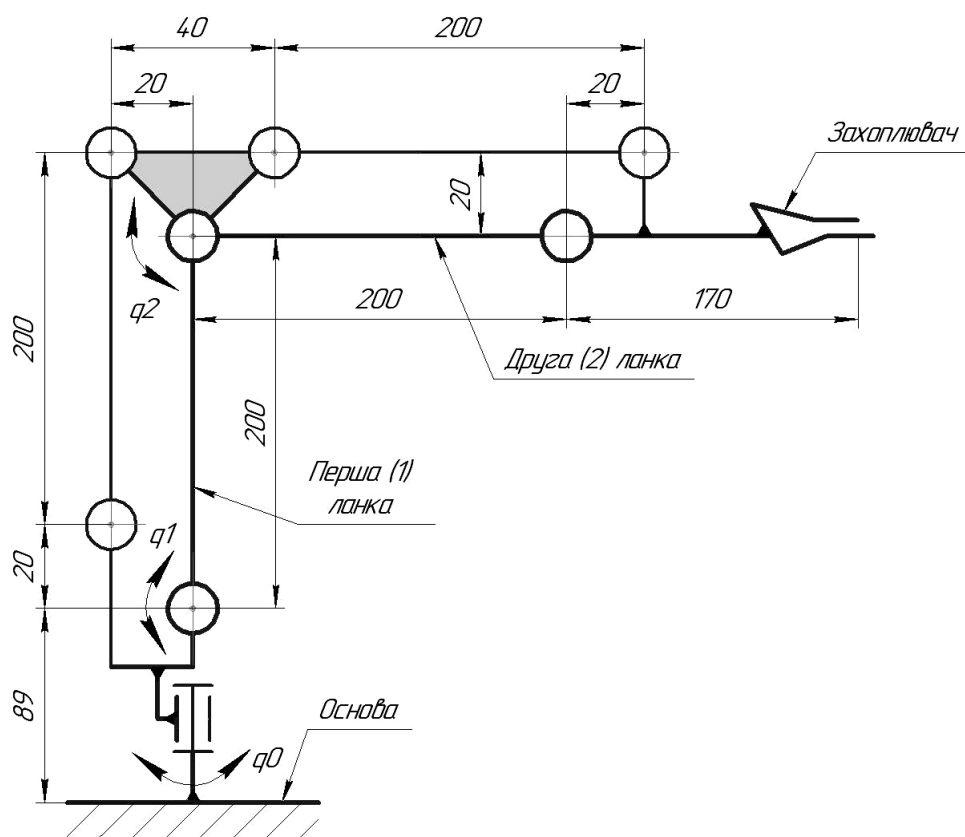 40
200
20
20
Захоплювач
20
q2
200
200
170
Друга (2) ланка
200
Перша (1)
ланка
q1
20
89
Основа
q0